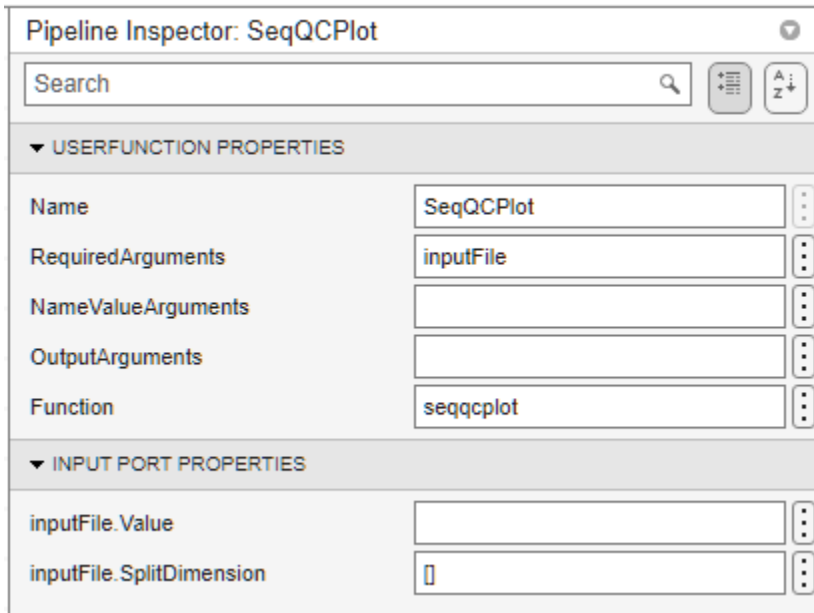 Pipeline Inspector: SeqQCPlot
Search
USERFUNCTION PROPERTIES
Name SeqQCPlot
RequiredArguments inputFile
NameValueArguments
OutputArguments
Function seqqcplot
INPUT PORT PROPERTIES
inputFile.Value
inputFile.SplitDimension []